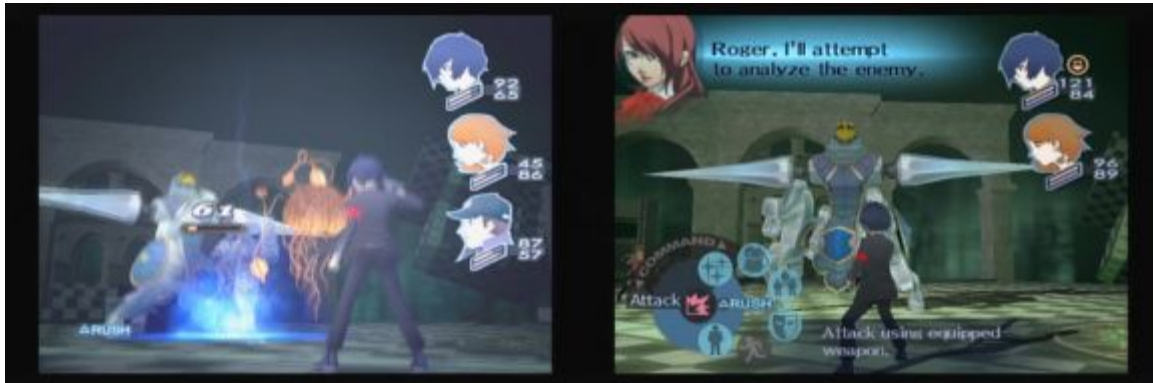 92
65
45
86
61
87
57
△RUSH
Roger, I'll attempt
to analyze the enemy.
121
84
96
89
COMMAND
Attack
△RUSH
Attack using equipped
weapon.